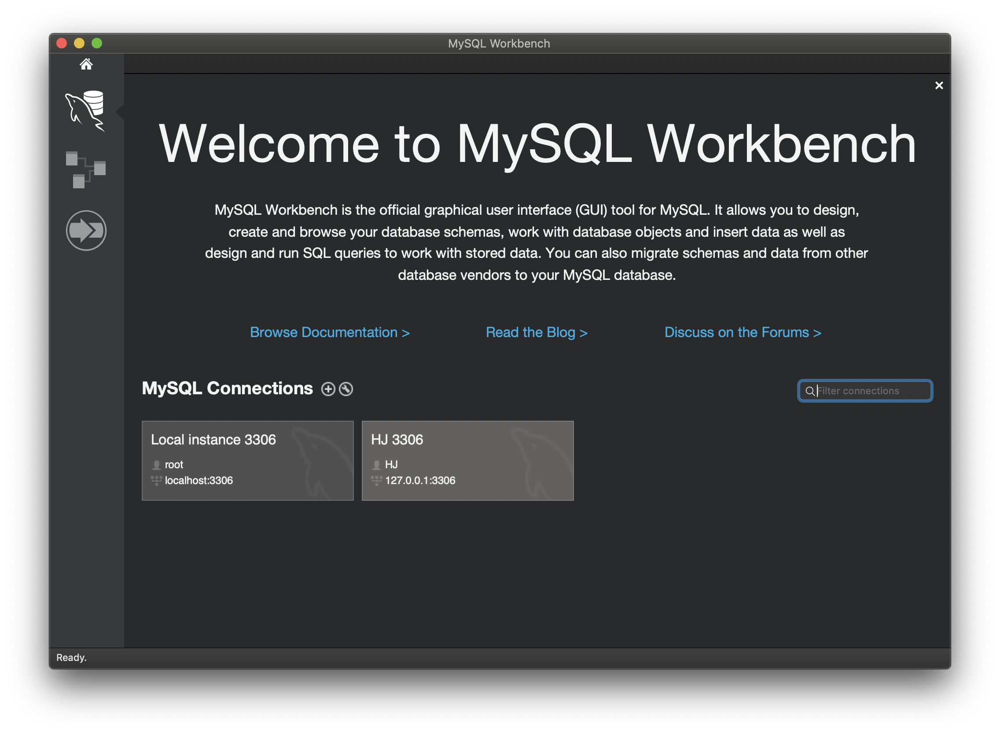 MySQL Workbench
Welcome to MySQL Workbench
MySQL Workbench is the official graphical user interface (GUI) tool for MySQL. It allows you to design,
create and browse your database schemas, work with database objects and insert data as well as
design and run SQL queries to work with stored data. You can also migrate schemas and data from other
database vendors to your MySQL database.
Browse Documentation >
Read the Blog >
Discuss on the Forums >
MySQL Connections
Filter connections
Local instance 3306
root
localhost:3306
HJ 3306
HJ
127.0.0.1:3306
Ready.